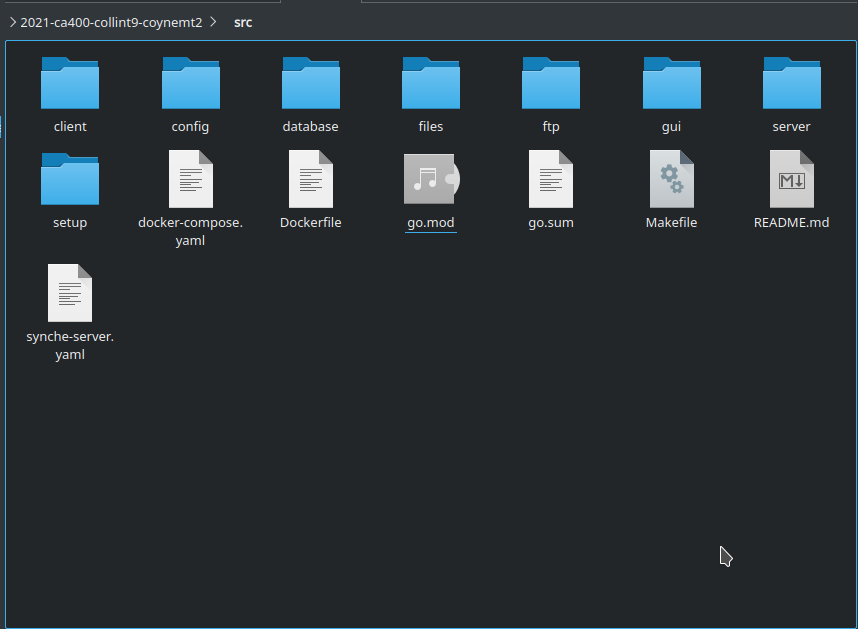 2021-ca400-collint9-coynemt2 src
client config database files ftp gui server
setup docker-compose. Dockerfile go.mod go.sum Makefile README.md
yaml
synche-server.
yaml